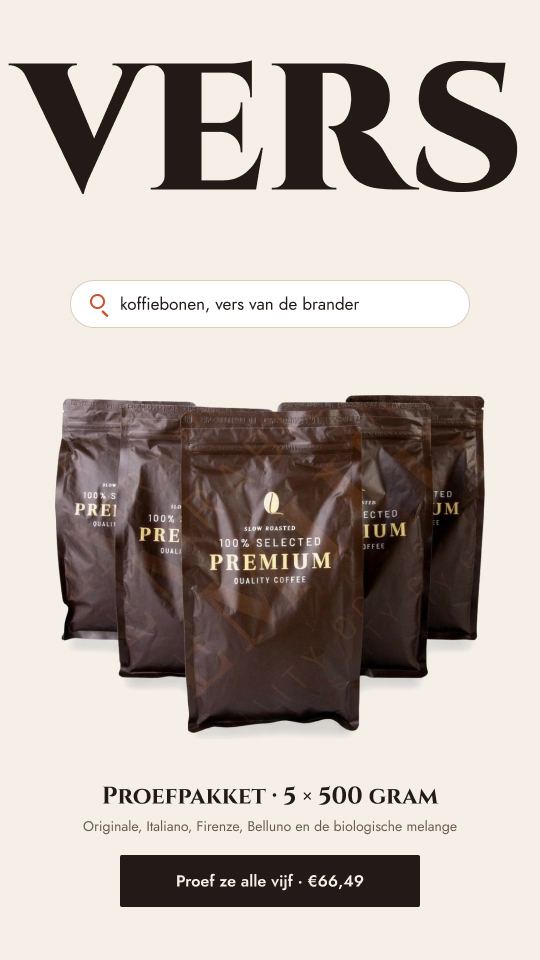 VERS
koffiebonen, vers van de brander
SLOW ROASTED
100% SELECTED
PREMIUM
QUALITY COFFEE
Proefpakket · 5 × 500 gram
Originale, Italiano, Firenze, Belluno en de biologische melange
Proef ze alle vijf · €66,49